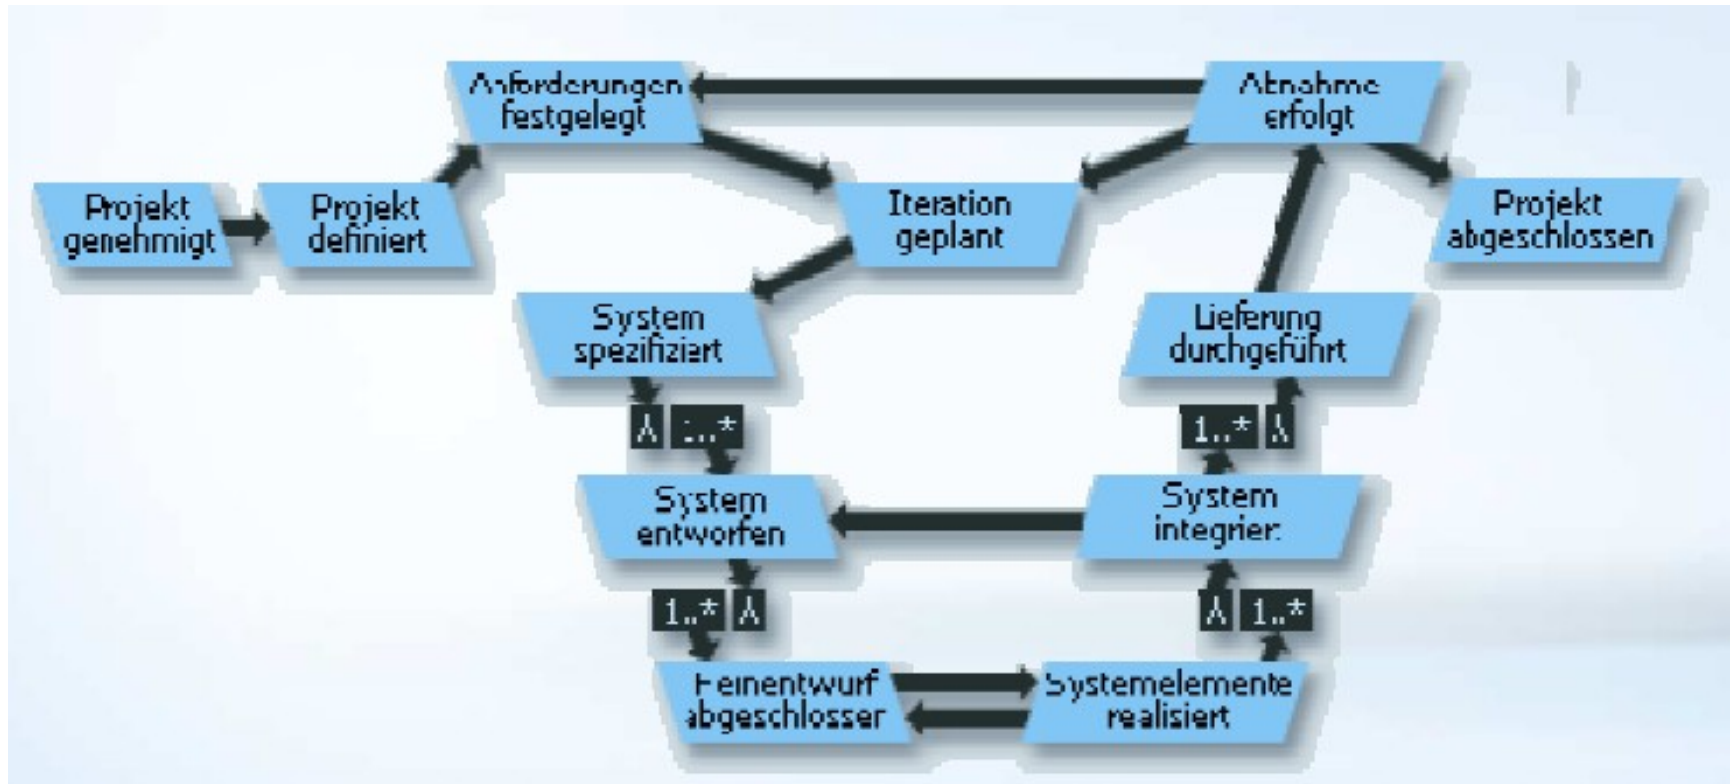 Anforderungen
festgelegt
Abnahme
erfolgt
Projekt
genehmigt
Projekt
definiert
Iteration
geplant
Projekt
abgeschlossen
System
spezifiziert
Lieferung
durchgeführt
A 1..*
1..* A
System
entworfen
System
integriert
1..* A
A 1..*
Feinentwurf
abgeschlossen
Systemelemente
realisiert